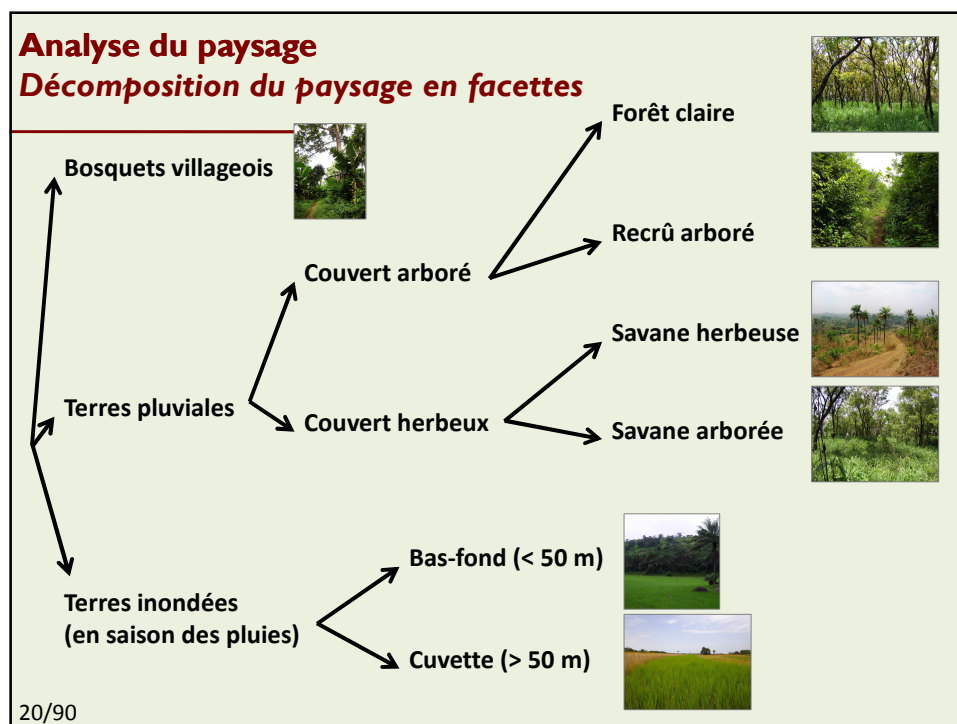 Analyse du paysage
Décomposition du paysage en facettes
Forêt claire
Bosquets villageois
Recrû arboré
Couvert arboré
Savane herbeuse
Terres pluviales
Couvert herbeux
Savane arborée
Bas-fond (< 50 m)
Terres inondées
(en saison des pluies)
Cuvette (> 50 m)
20/90